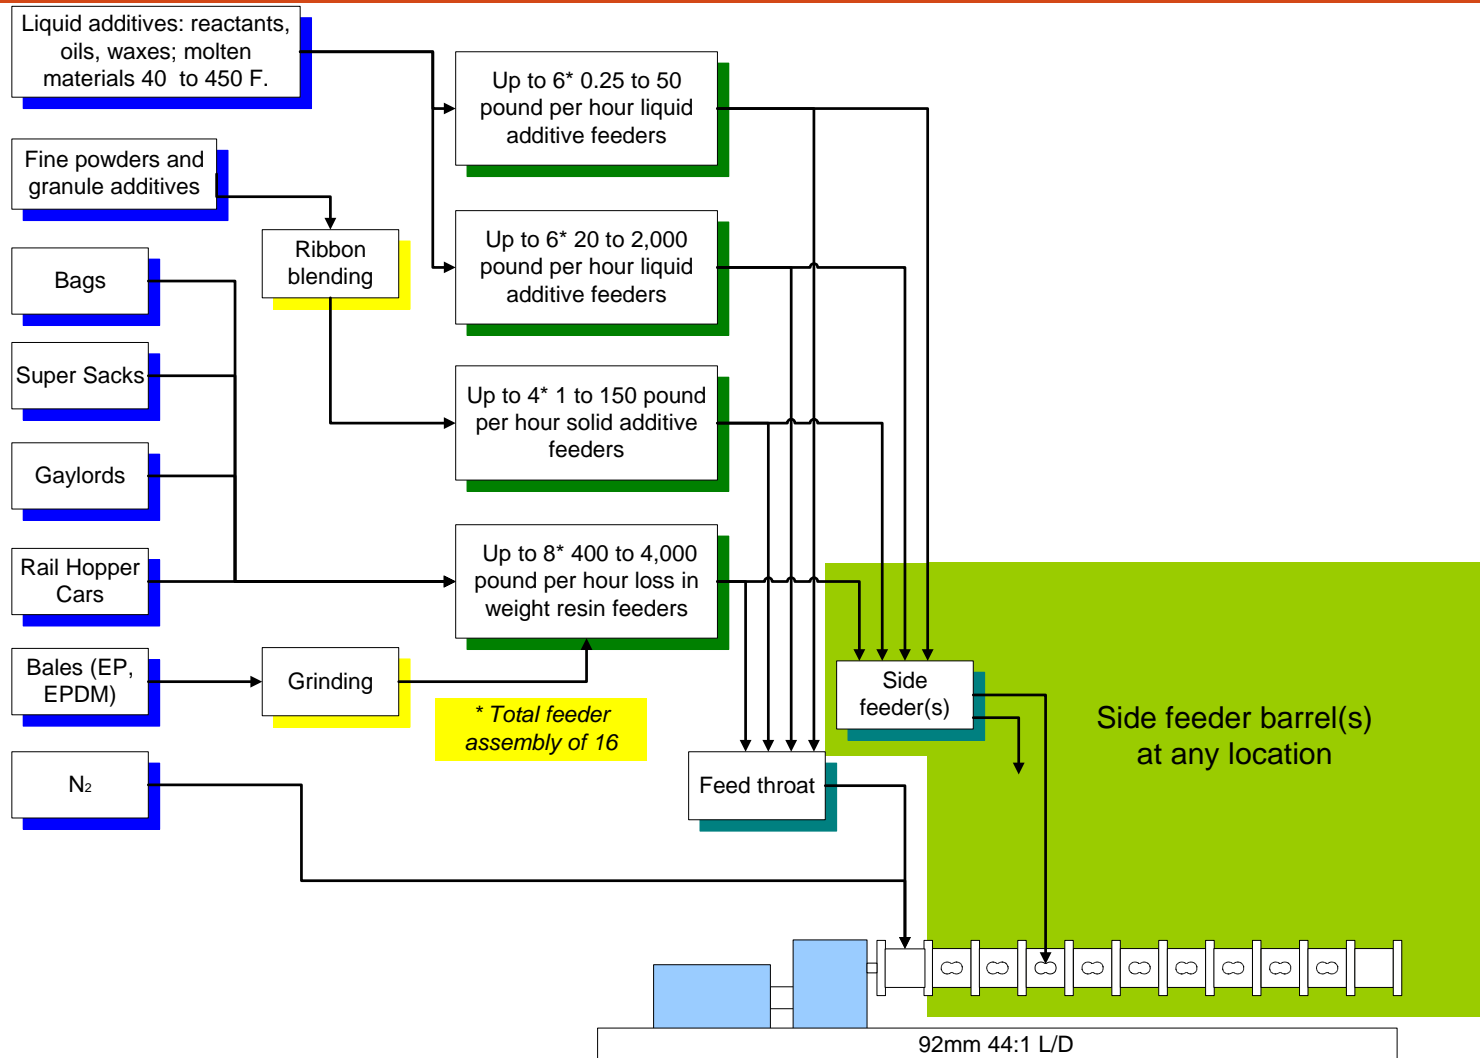 Liquid additives: reactants,
oils, waxes; molten
materials 40 to 450 F.
Up to 6* 0.25 to 50
pound per hour liquid
additive feeders
Fine powders and
granule additives
Ribbon
blending
Up to 6* 20 to 2,000
pound per hour liquid
additive feeders
Bags
Super Sacks
Up to 4* 1 to 150 pound
per hour solid additive
feeders
Gaylords
Rail Hopper
Cars
Up to 8* 400 to 4,000
pound per hour loss in
weight resin feeders
Bales (EP,
EPDM)
Grinding
* Total feeder
assembly of 16
Side
feeder(s)
Side feeder barrel(s)
at any location
N2
Feed throat
92mm 44:1 L/D